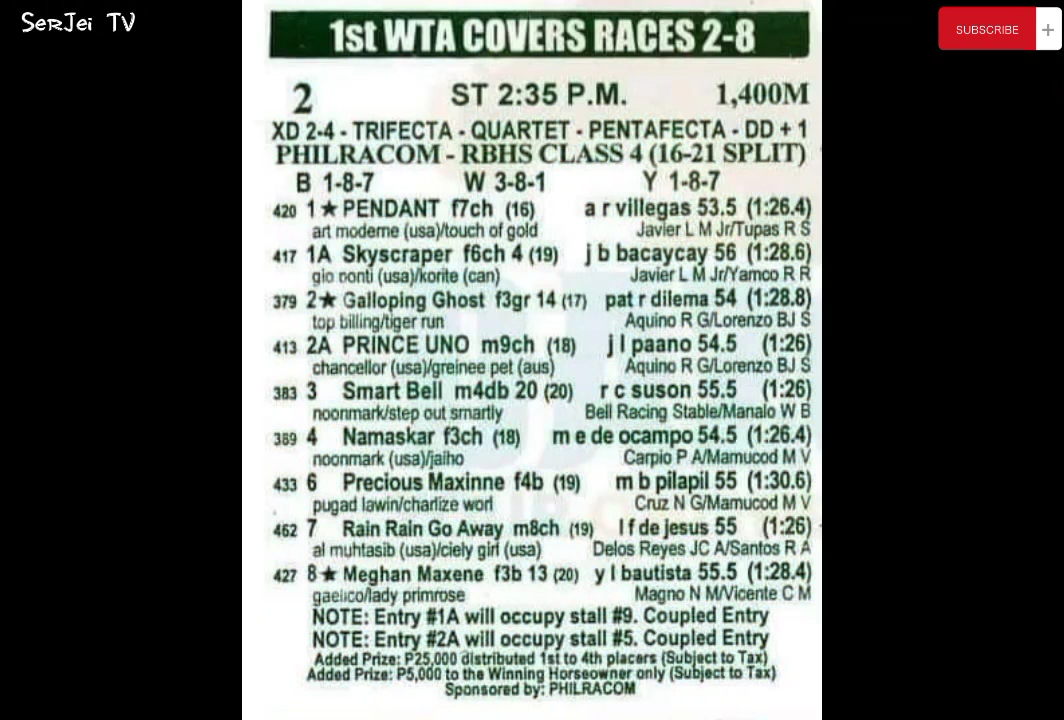 SerJei TV
SUBSCRIBE +
1st WTA COVERS RACES 2-8
2 ST 2:35 P.M. 1,400M
XD 2-4 - TRIFECTA - QUARTET - PENTAFECTA - DD + 1
PHILRACOM - RBHS CLASS 4 (16-21 SPLIT)
B 1-8-7 W 3-8-1 Y 1-8-7
420 1★ PENDANT f7ch (16) a r villegas 53.5 (1:26.4)
art moderne (usa)/touch of gold Javier L M Jr/Tupas R S
417 1A Skyscraper f6ch 4 (19) j b bacaycay 56 (1:28.6)
gio ponti (usa)/korite (can) Javier L M Jr/Yamco R R
379 2★ Galloping Ghost f3gr 14 (17) pat r dilema 54 (1:28.8)
top billing/tiger run Aquino R G/Lorenzo BJ S
413 2A PRINCE UNO m9ch (18) j l paano 54.5 (1:26)
chancellor (usa)/greinee pet (aus) Aquino R G/Lorenzo BJ S
383 3 Smart Bell m4db 20 (20) r c suson 55.5 (1:26)
noonmark/step out smartly Bell Racing Stable/Manalo W B
389 4 Namaskar f3ch (18) m e de ocampo 54.5 (1:26.4)
noonmark (usa)/jaiho Carpio P A/Mamucod M V
433 6 Precious Maxinne f4b (19) m b pilapil 55 (1:30.6)
pugad lawin/charlize worl Cruz N G/Mamucod M V
462 7 Rain Rain Go Away m8ch (19) l f de jesus 55 (1:26)
al muhtasib (usa)/ciely girl (usa) Delos Reyes JC A/Santos R A
427 8★ Meghan Maxene f3b 13 (20) y l bautista 55.5 (1:28.4)
gaelico/lady primrose Magno N M/Vicente C M
NOTE: Entry #1A will occupy stall #9. Coupled Entry
NOTE: Entry #2A will occupy stall #5. Coupled Entry
Added Prize: P25,000 distributed 1st to 4th placers (Subject to Tax)
Added Prize: P5,000 to the Winning Horseowner only (Subject to Tax)
Sponsored by: PHILRACOM